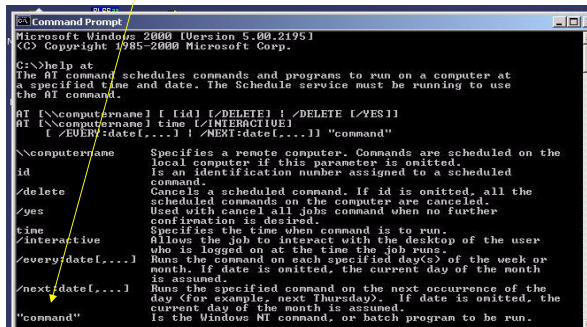 Command Prompt
Microsoft Windows 2000 [Version 5.00.2195]
(C) Copyright 1985-2000 Microsoft Corp.
C:\>help at
The AT command schedules commands and programs to run on a computer at
a specified time and date. The Schedule service must be running to use
the AT command.
AT [\\computername] [ [id] [/DELETE] | /DELETE [/YES]]
AT [\\computername] time [/INTERACTIVE]
[ /EVERY:date[,...] | /NEXT:date[,...]] "command"
\\computername Specifies a remote computer. Commands are scheduled on the
local computer if this parameter is omitted.
id Is an identification number assigned to a scheduled
command.
/delete Cancels a scheduled command. If id is omitted, all the
scheduled commands on the computer are canceled.
/yes Used with cancel all jobs command when no further
confirmation is desired.
time Specifies the time when command is to run.
/interactive Allows the job to interact with the desktop of the user
who is logged on at the time the job runs.
/every:date[,...] Runs the command on each specified day(s) of the week or
month. If date is omitted, the current day of the month
is assumed.
/next:date[,...] Runs the specified command on the next occurrence of the
day (for example, next Thursday). If date is omitted, the
current day of the month is assumed.
"command" Is the Windows NT command, or batch program to be run.